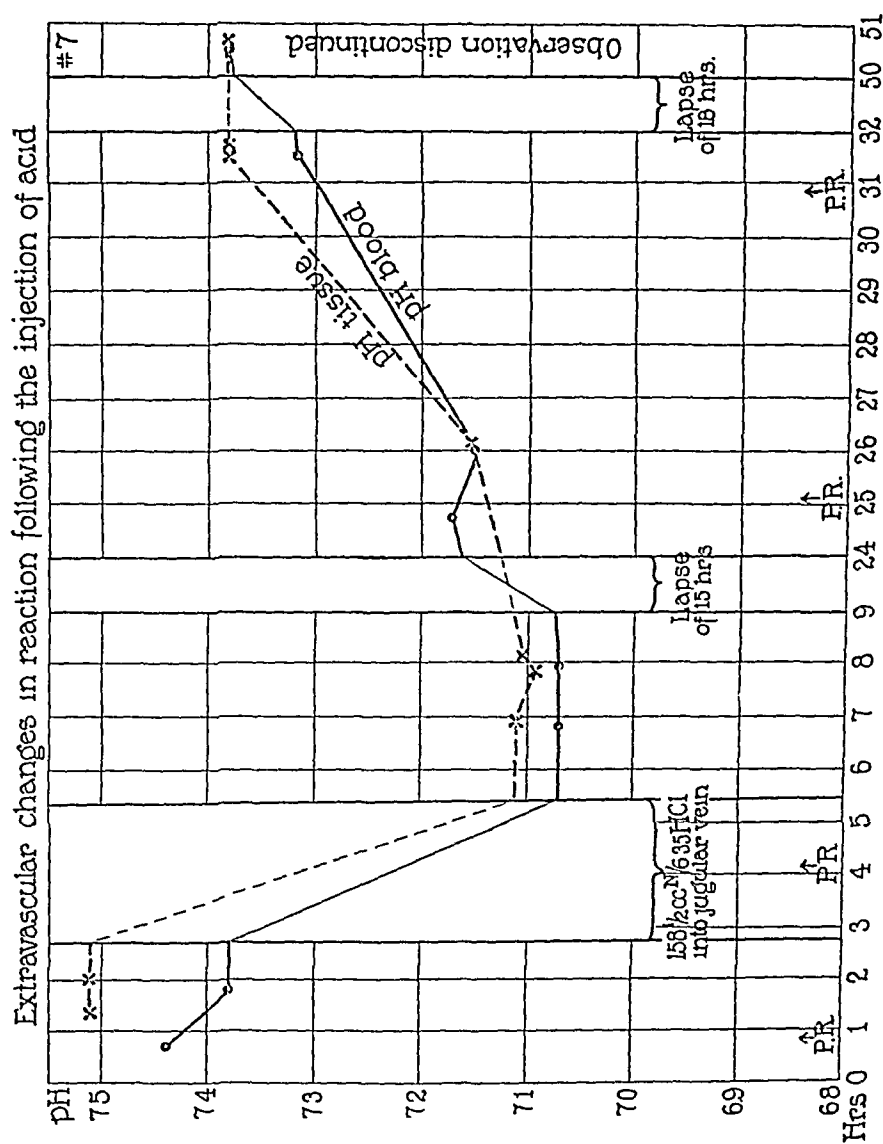 Extravascular changes in reaction following the injection of acid
#7
pH
75
74
73
72
71
70
69
68
pH tissue
pH blood
Observation discontinued
158½cc N/6.35HCl
into jugular vein
Lapse
of 15 hrs
Lapse
of 18 hrs.
P.R.
P.R.
P.R.
P.R.
Hrs 0 1 2 3 4 5 6 7 8 9 24 25 26 27 28 29 30 31 32 50 51